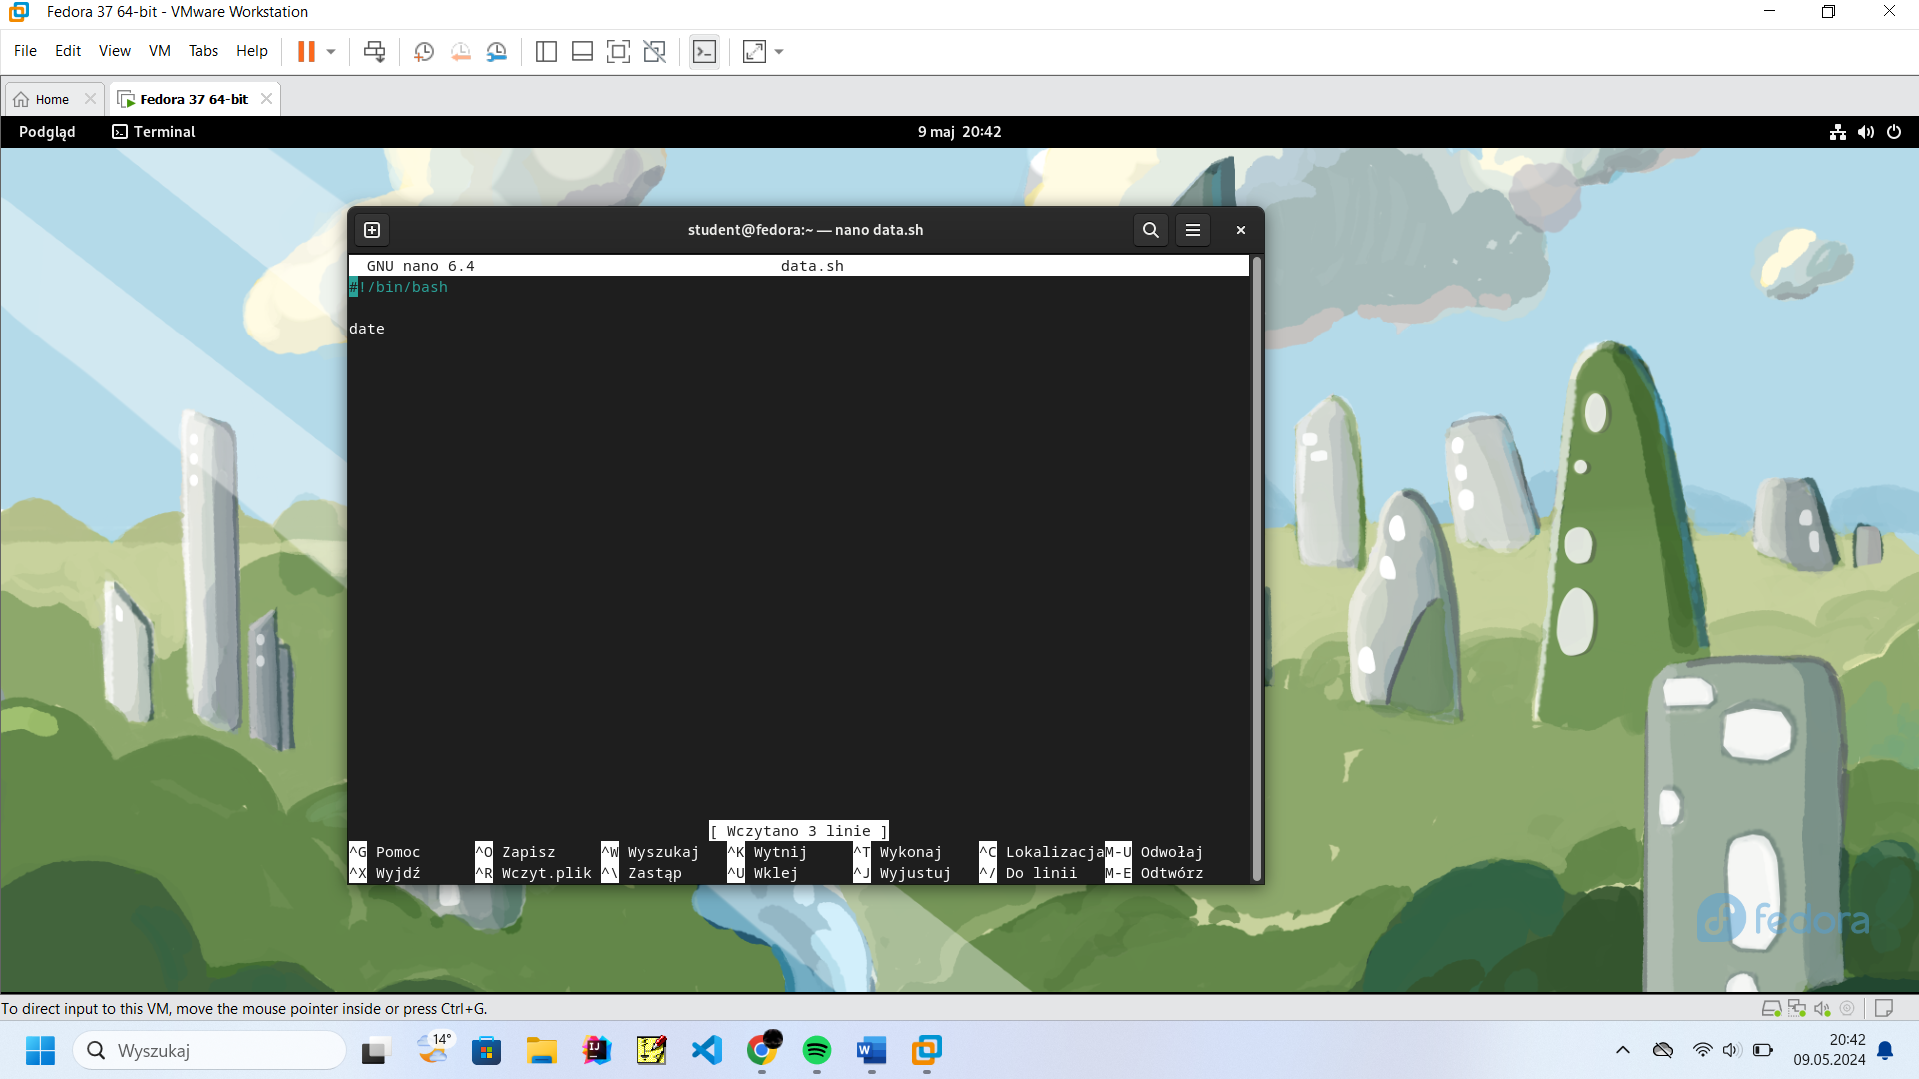 Fedora 37 64-bit - VMware Workstation
File Edit View VM Tabs Help
Home
Fedora 37 64-bit
Podgląd
Terminal
9 maj 20:42
student@fedora:~ — nano data.sh
GNU nano 6.4 data.sh
#!/bin/bash
date
[ Wczytano 3 linie ]
^G Pomoc ^O Zapisz ^W Wyszukaj ^K Wytnij ^T Wykonaj ^C Lokalizacja M-U Odwołaj
^X Wyjdź ^R Wczyt.plik ^\ Zastąp ^U Wklej ^J Wyjustuj ^/ Do linii M-E Odtwórz
fedora
To direct input to this VM, move the mouse pointer inside or press Ctrl+G.
Wyszukaj
14°
IJ
W
20:42
09.05.2024